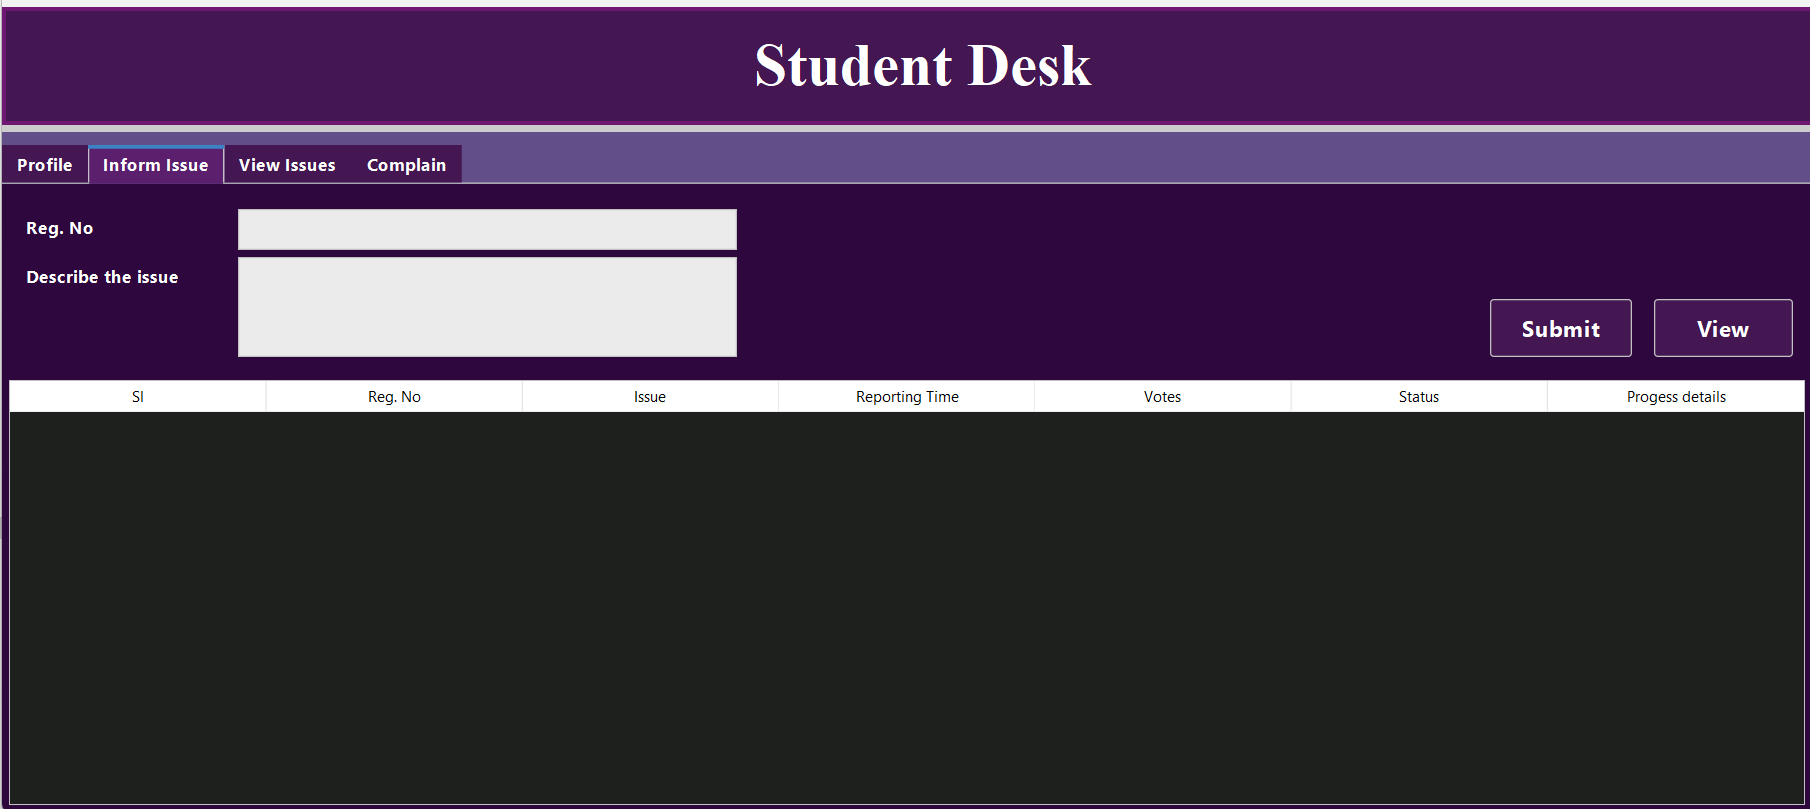 Student Desk
Profile Inform Issue View Issues Complain
Reg. No
Describe the issue
Submit View
Sl Reg. No Issue Reporting Time Votes Status Progess details